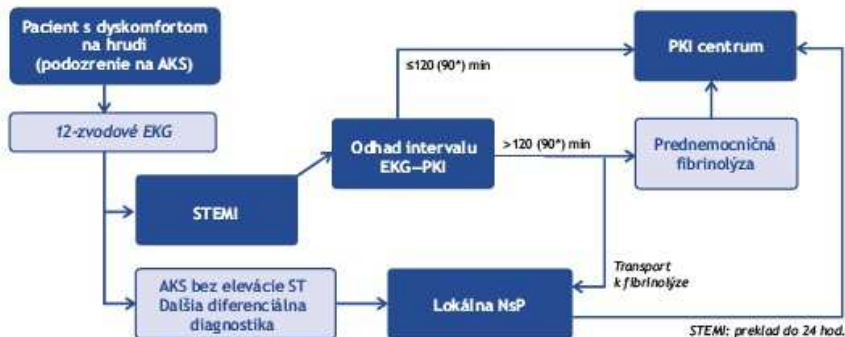 Pacient s dyskomfortom
na hrudi
(podozrenie na AKS)
PKI centrum
≤120 (90*) min
12-zvodové EKG
Odhad intervalu
EKG—PKI
>120 (90*) min
Prednemocničná
fibrinolýza
STEMI
Transport
k fibrinolýze
AKS bez elevácie ST
Dalšia diferenciálna
diagnostika
Lokálna NsP
STEMI: preklad do 24 hod.